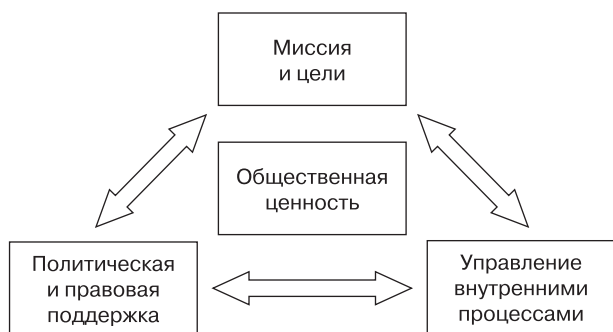 Миссия
и цели
Общественная
ценность
Политическая
и правовая
поддержка
Управление
внутренними
процессами